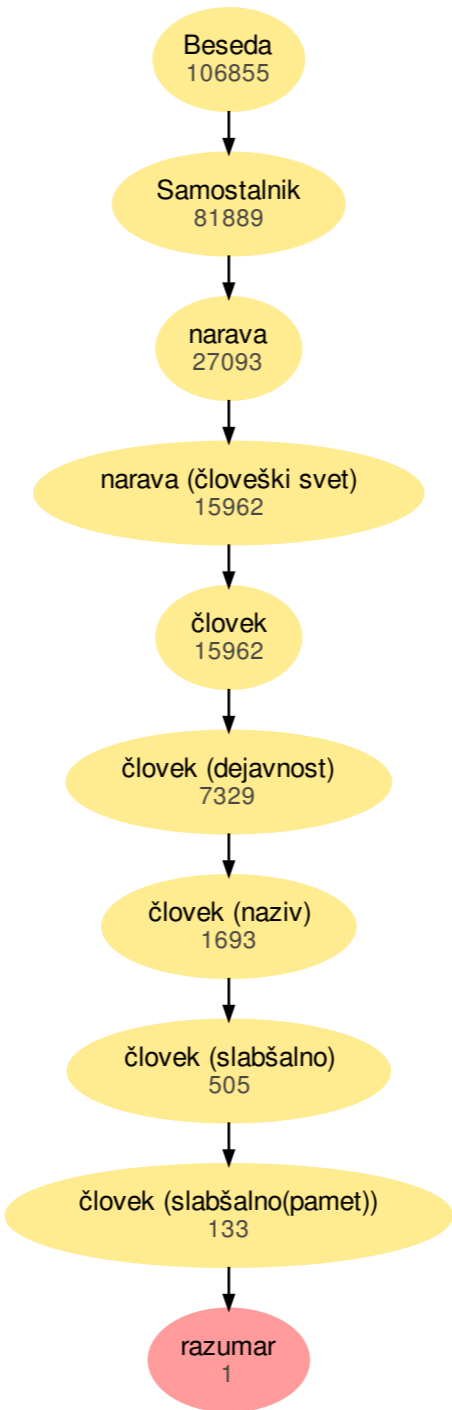 Beseda
106855
Samostalnik
81889
narava
27093
narava (človeški svet)
15962
človek
15962
človek (dejavnost)
7329
človek (naziv)
1693
človek (slabšalno)
505
človek (slabšalno(pamet))
133
razumar
1